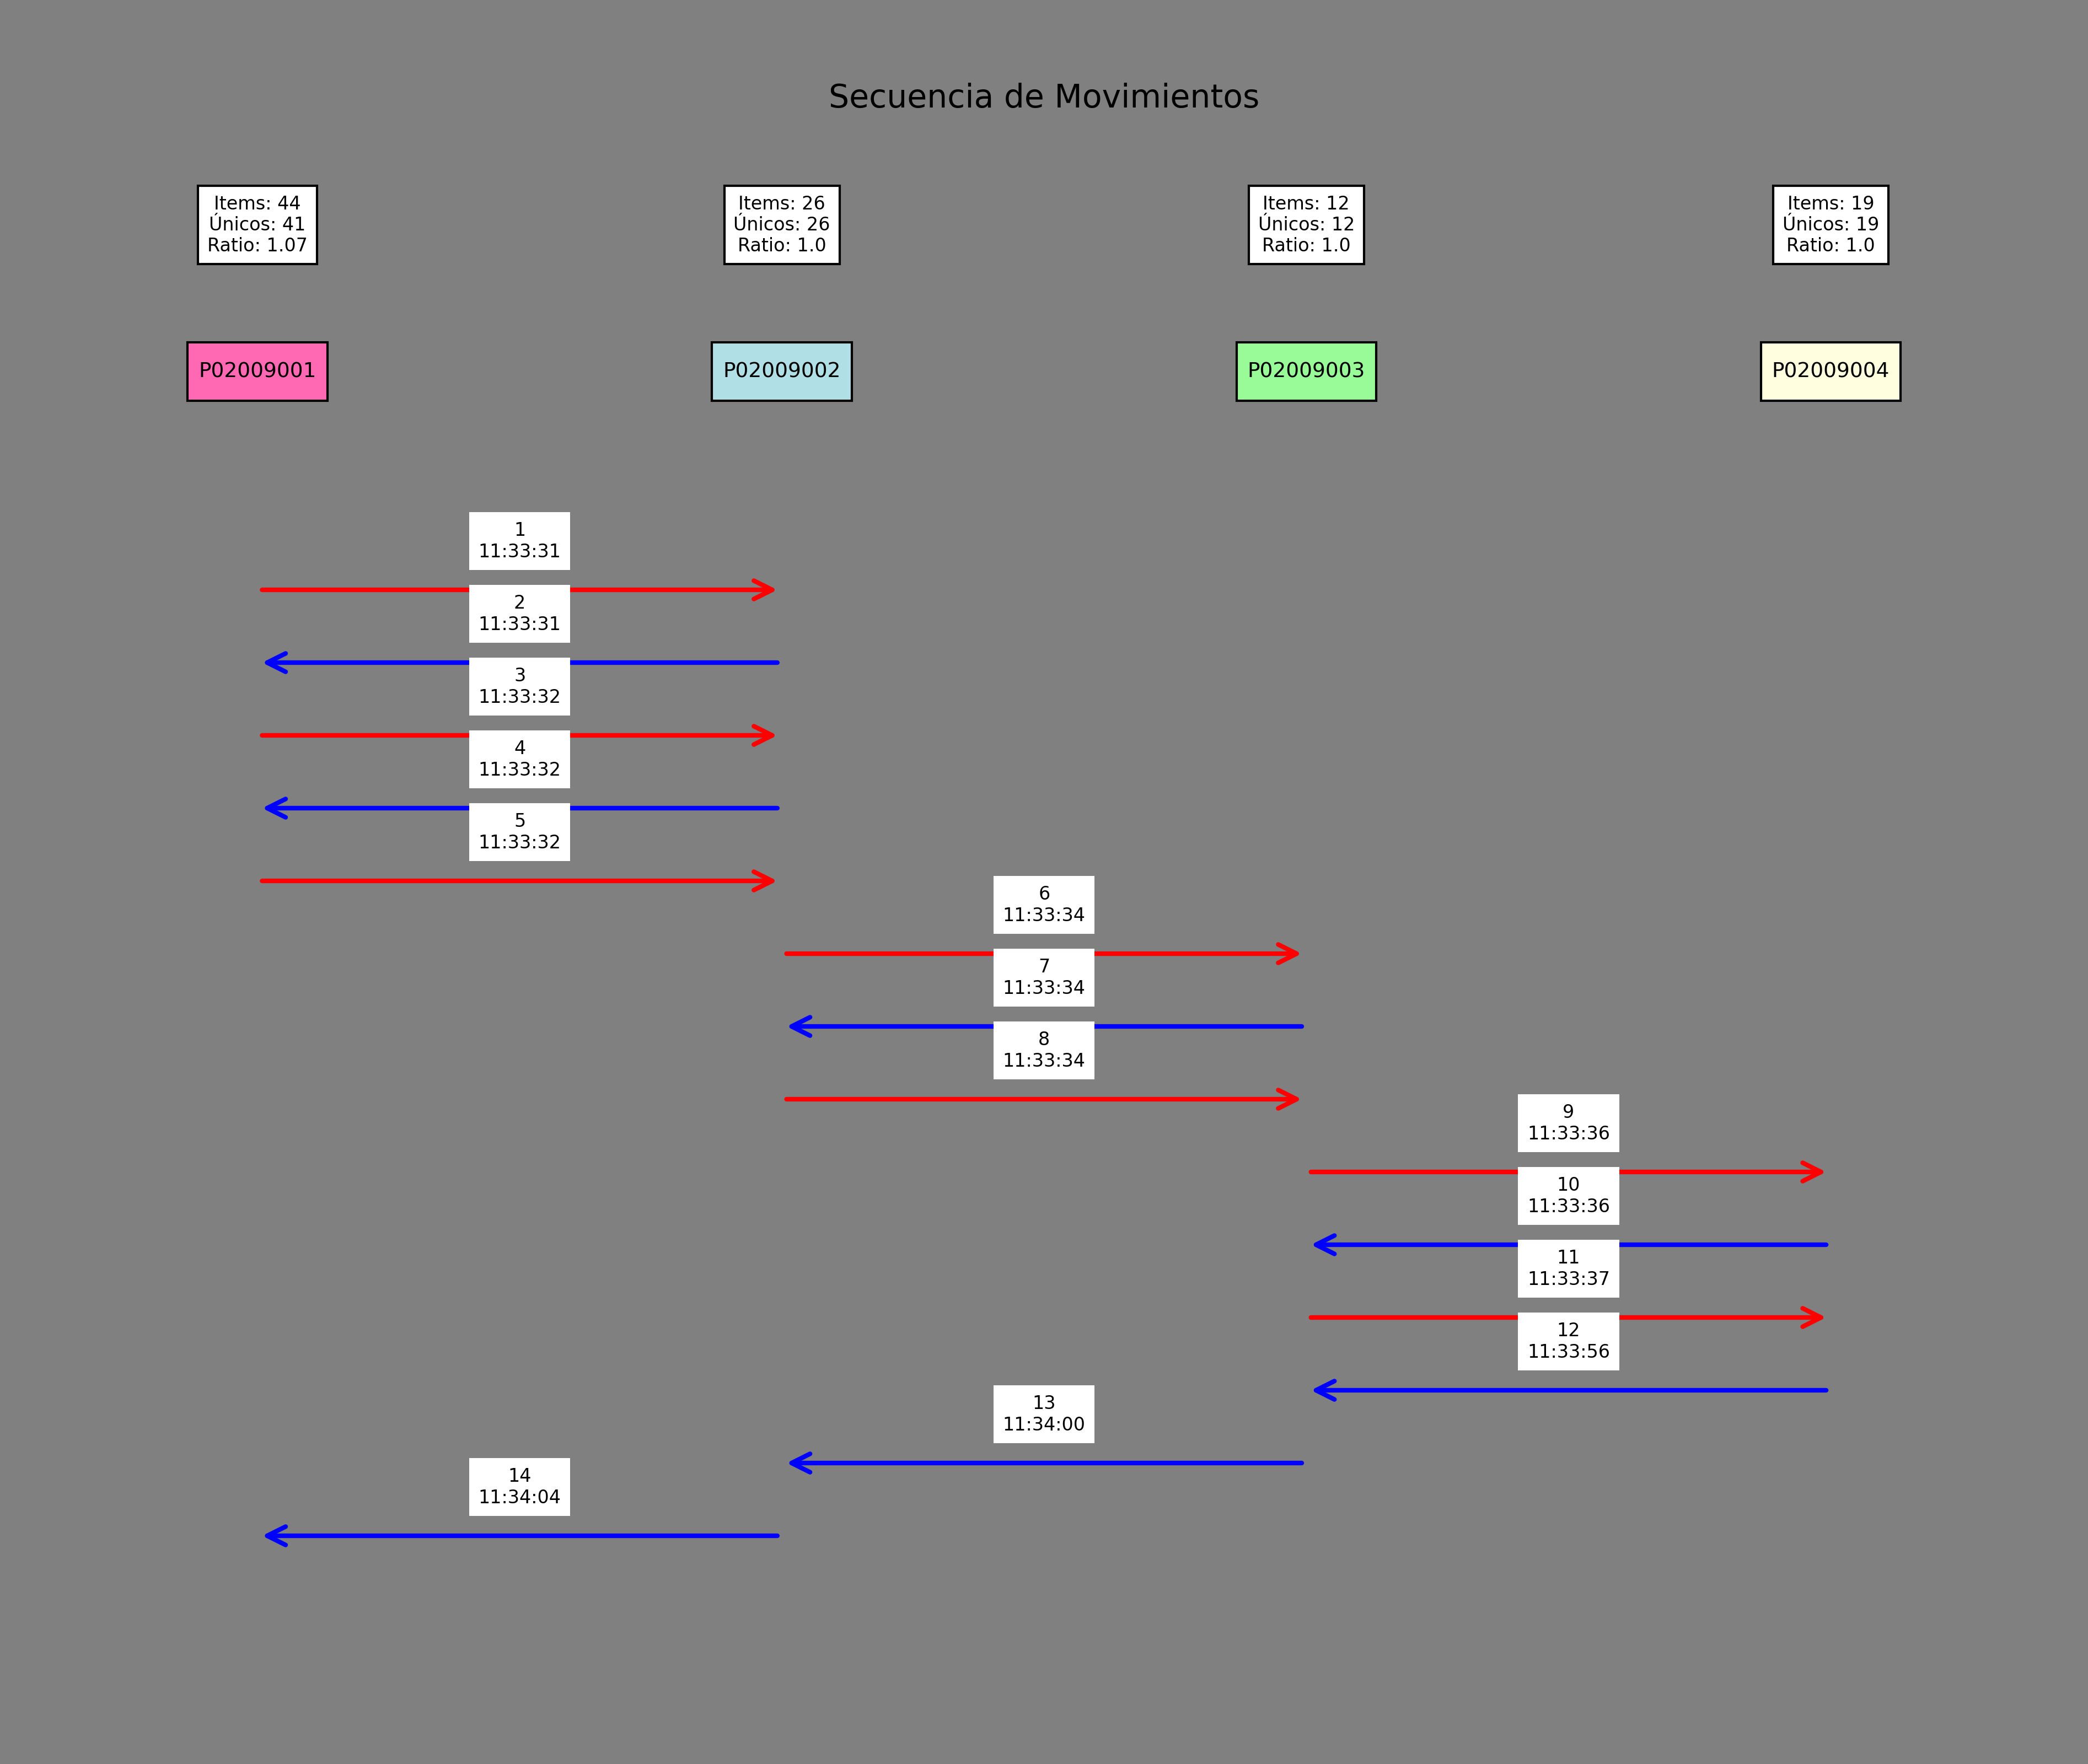 Secuencia de Movimientos
Items: 44
Únicos: 41
Ratio: 1.07
Items: 26
Únicos: 26
Ratio: 1.0
Items: 12
Únicos: 12
Ratio: 1.0
Items: 19
Únicos: 19
Ratio: 1.0
P02009001
P02009002
P02009003
P02009004
1
11:33:31
2
11:33:31
3
11:33:32
4
11:33:32
5
11:33:32
6
11:33:34
7
11:33:34
8
11:33:34
9
11:33:36
10
11:33:36
11
11:33:37
12
11:33:56
13
11:34:00
14
11:34:04